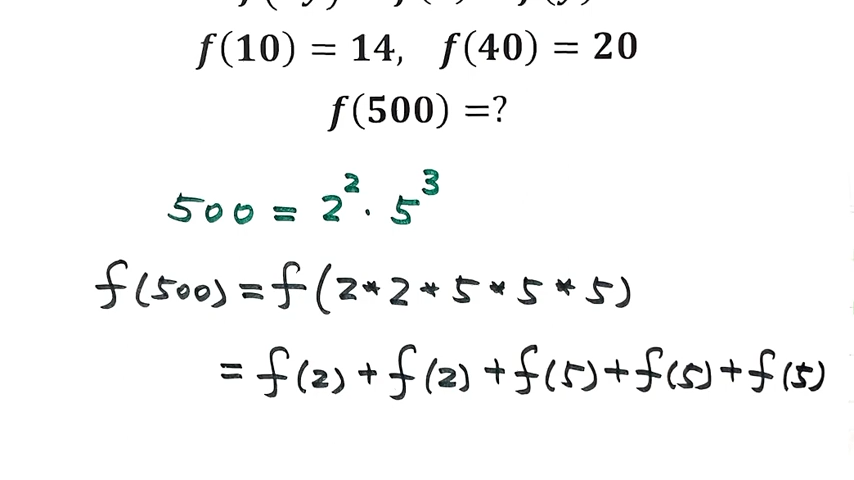 f(10) = 14, f(40) = 20
f(500) =?
500 = 2² · 5³
f(500) = f(2*2*5*5*5)
= f(2) + f(2) + f(5) + f(5) + f(5)